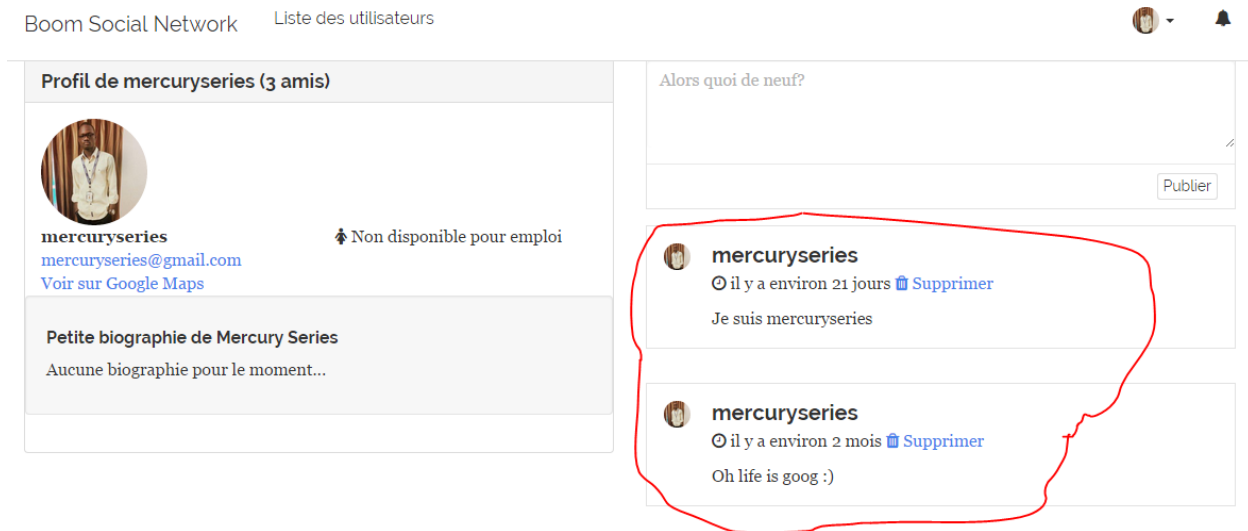 Boom Social Network Liste des utilisateurs
Profil de mercuryseries (3 amis)
mercuryseries
Non disponible pour emploi
mercuryseries@gmail.com
Voir sur Google Maps
Petite biographie de Mercury Series
Aucune biographie pour le moment...
Alors quoi de neuf?
Publier
mercuryseries
il y a environ 21 jours Supprimer
Je suis mercuryseries
mercuryseries
il y a environ 2 mois Supprimer
Oh life is goog :)